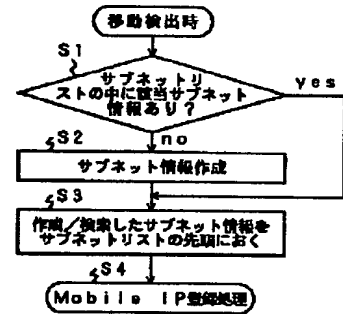 移動検出時
S1
サブネットリ
ストの中に該当サブネット
情報あり?
yes
no
S2
サブネット情報作成
S3
作成/検索したサブネット情報を
サブネットリストの先頭におく
S4
Mobile IP登録処理